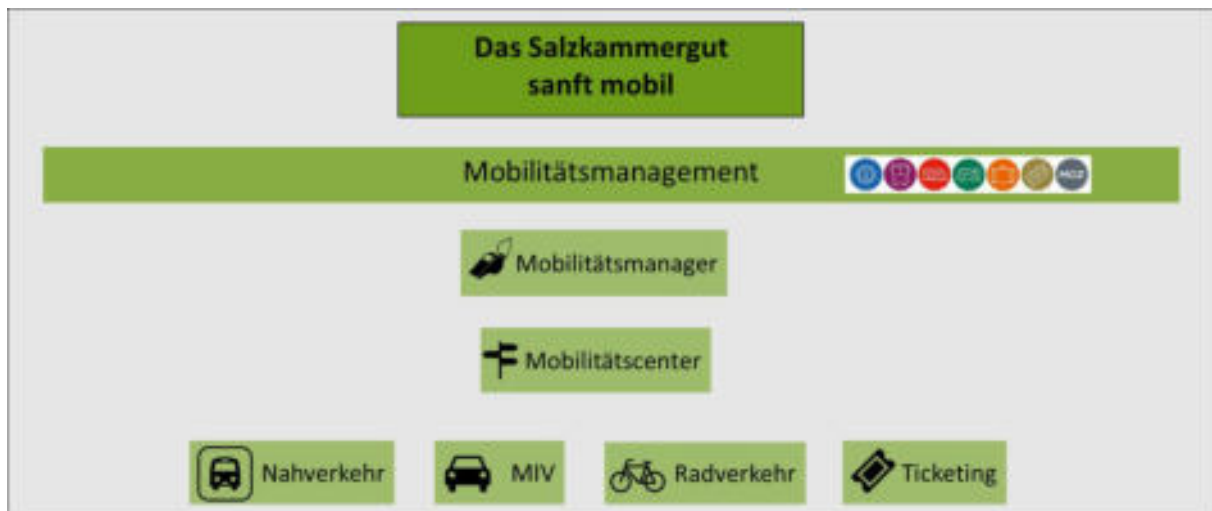 Das Salzkammergut
sanft mobil
Mobilitätsmanagement
Mobilitätsmanager
Mobilitätscenter
Nahverkehr
MIV
Radverkehr
Ticketing